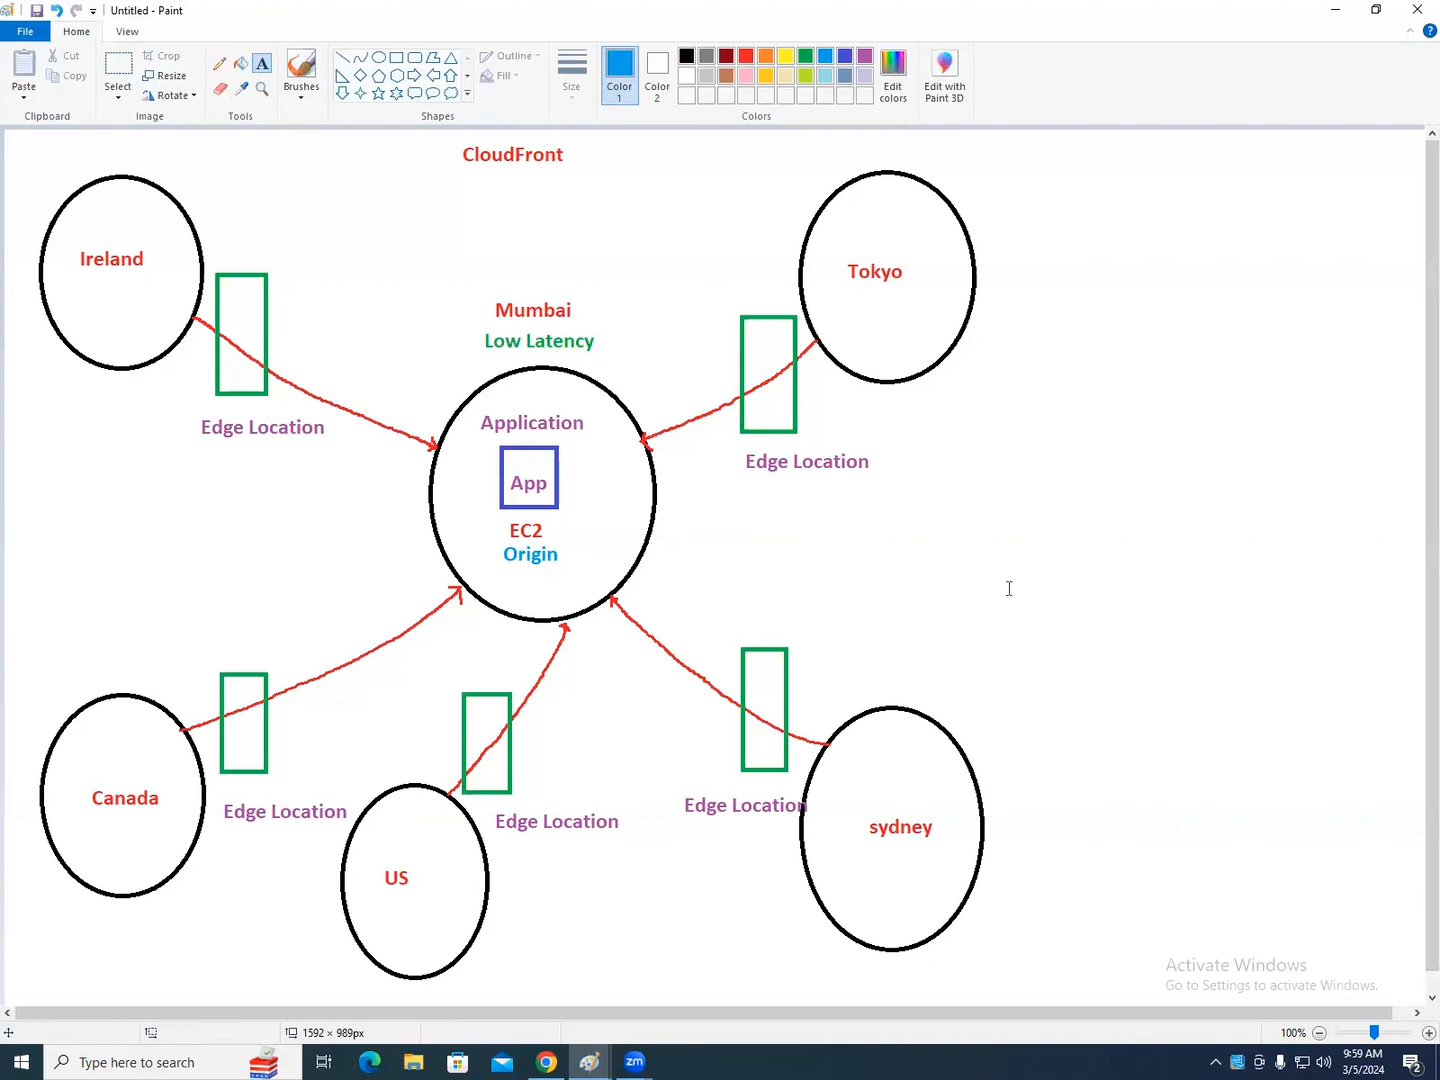 Untitled - Paint
File
Home
View
Paste
Cut
Copy
Clipboard
Select
Crop
Resize
Rotate
Image
A
Tools
Brushes
Shapes
Outline
Fill
Size
Color
1
Color
2
Colors
Edit
colors
Edit with
Paint 3D
CloudFront
Ireland
Tokyo
Mumbai
Low Latency
Edge Location
Application
App
EC2
Origin
Edge Location
Canada
Edge Location
US
Edge Location
Edge Location
sydney
Activate Windows
Go to Settings to activate Windows.
1592 × 989px
100%
Type here to search
zm
9:59 AM
3/5/2024
2